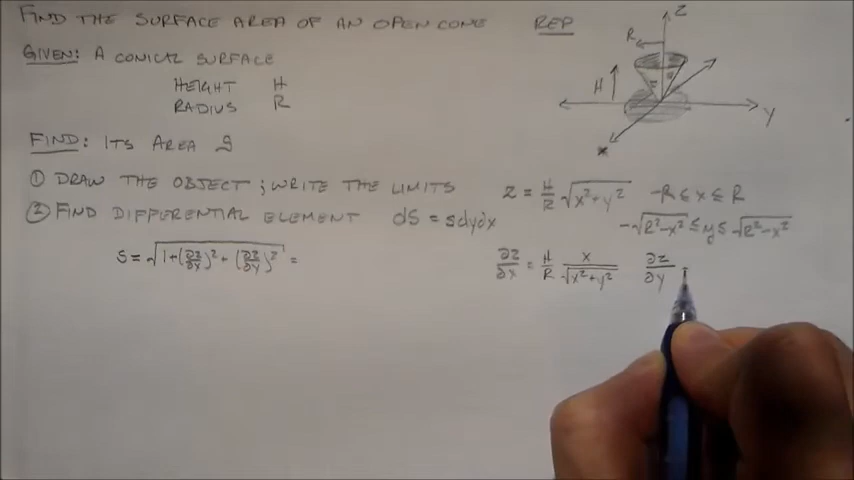 FIND THE SURFACE AREA OF AN OPEN CONE REP
GIVEN: A CONICAL SURFACE
HEIGHT H
RADIUS R
FIND: ITS AREA S
① DRAW THE OBJECT; WRITE THE LIMITS
② FIND DIFFERENTIAL ELEMENT dS = sdydx
S = √(1+(∂z/∂x)²+(∂z/∂y)²) =
Z
R
H
Y
x
z = H/R √(x²+y²) -R ≤ x ≤ R
-√(R²-x²) ≤ y ≤ √(R²-x²)
∂z/∂x = H/R x/√(x²+y²) ∂z/∂y =